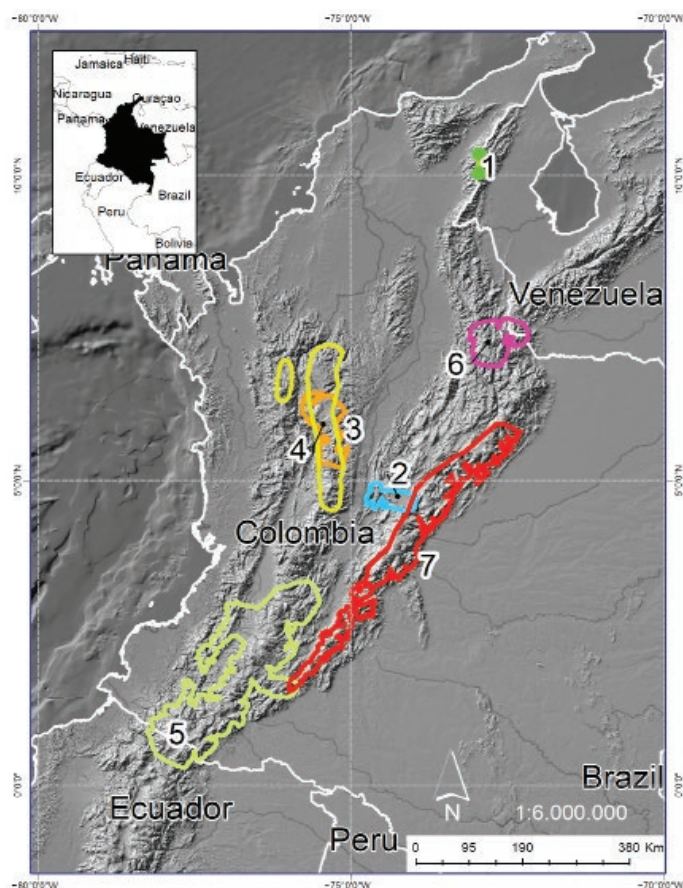 -80°0'0"W
-75°0'0"W
-70°0'0"W
Haiti
Jamaica
Nicaragua
Curaçao
Panama
Venezuela
Ecuador
Brazil
Peru
Bolivia
10°0'0"N
1
Panama
Venezuela
6
3
4
5°0'0"N
2
Colombia
7
5
0°0'0"
Brazil
N
1:6.000.000
Ecuador
Peru
0 95 190 380 Km
-80°0'0"W
-75°0'0"W
-70°0'0"W